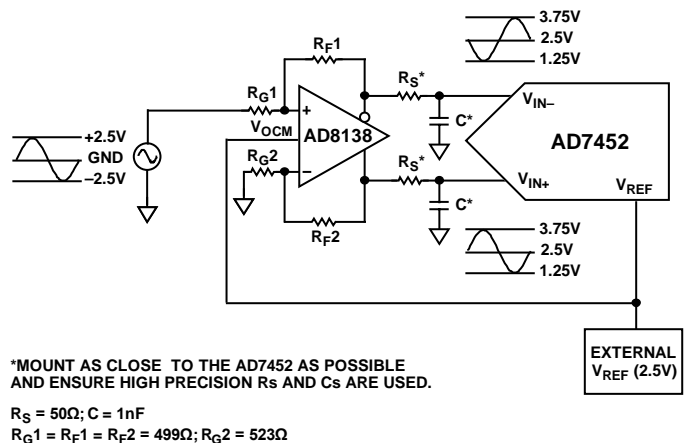 3.75V
2.5V
1.25V
RF1
RS*
RG1
+
VIN–
C*
VOCM
AD8138
AD7452
+2.5V
GND
–2.5V
RG2
–
RS*
VIN+
VREF
C*
RF2
3.75V
2.5V
1.25V
EXTERNAL
VREF (2.5V)
*MOUNT AS CLOSE TO THE AD7452 AS POSSIBLE
AND ENSURE HIGH PRECISION Rs AND Cs ARE USED.
RS = 50Ω; C = 1nF
RG1 = RF1 = RF2 = 499Ω; RG2 = 523Ω